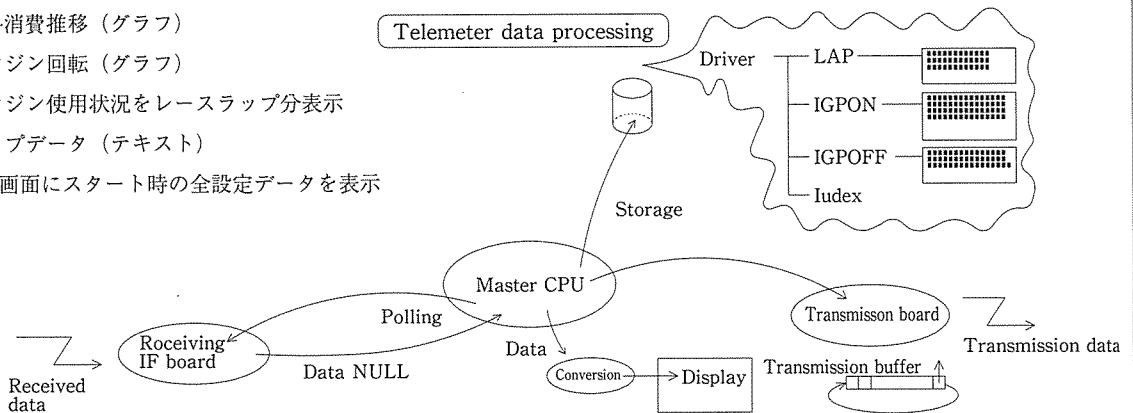 消費推移（グラフ）
ジン回転（グラフ）
ジン使用状況をレースラップ分表示
プデータ（テキスト）
画面にスタート時の全設定データを表示
Telemeter data processing
Driver
LAP
IGPON
IGPOFF
Iudex
Storage
Master CPU
Polling
Data NULL
Roceiving
IF board
Received
data
Data
Conversion
Display
Transmisson board
Transmission data
Transmission buffer